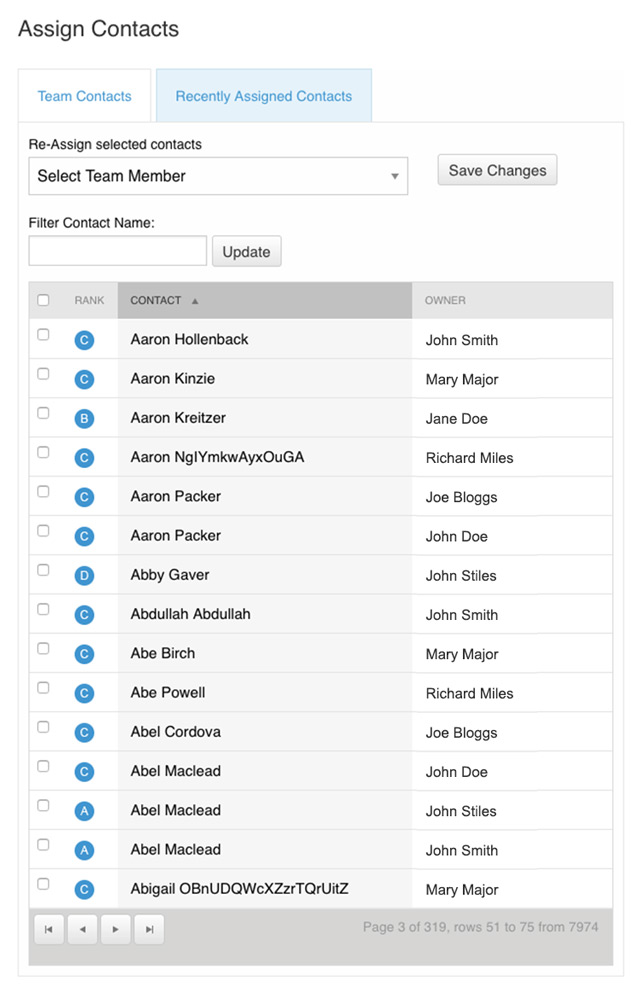 Assign Contacts
Team Contacts Recently Assigned Contacts
Re-Assign selected contacts
Select Team Member Save Changes
Filter Contact Name:
Update
RANK CONTACT ▲ OWNER
C Aaron Hollenback John Smith
C Aaron Kinzie Mary Major
B Aaron Kreitzer Jane Doe
C Aaron NgIYmkwAyxOuGA Richard Miles
C Aaron Packer Joe Bloggs
C Aaron Packer John Doe
D Abby Gaver John Stiles
C Abdullah Abdullah John Smith
C Abe Birch Mary Major
C Abe Powell Richard Miles
C Abel Cordova Joe Bloggs
C Abel Maclead John Doe
A Abel Maclead John Stiles
A Abel Maclead John Smith
C Abigail OBnUDQWcXZzrTQrUitZ Mary Major
Page 3 of 319, rows 51 to 75 from 7974